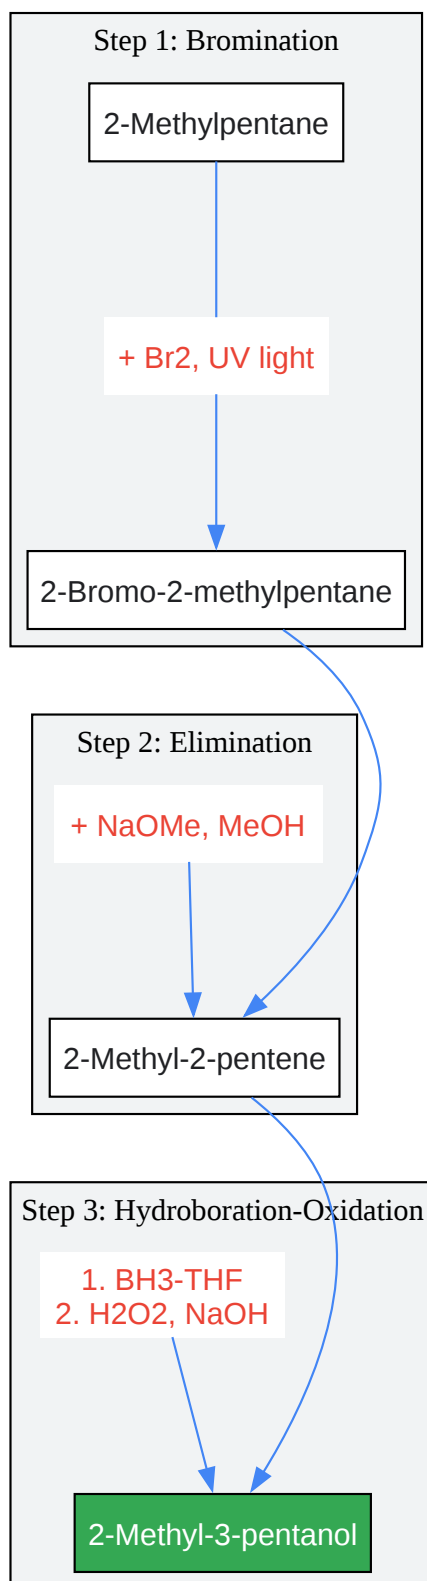 Step 1: Bromination
2-Methylpentane
+ Br2, UV light
2-Bromo-2-methylpentane
Step 2: Elimination
+ NaOMe, MeOH
2-Methyl-2-pentene
Step 3: Hydroboration-Oxidation
1. BH3-THF
2. H2O2, NaOH
2-Methyl-3-pentanol